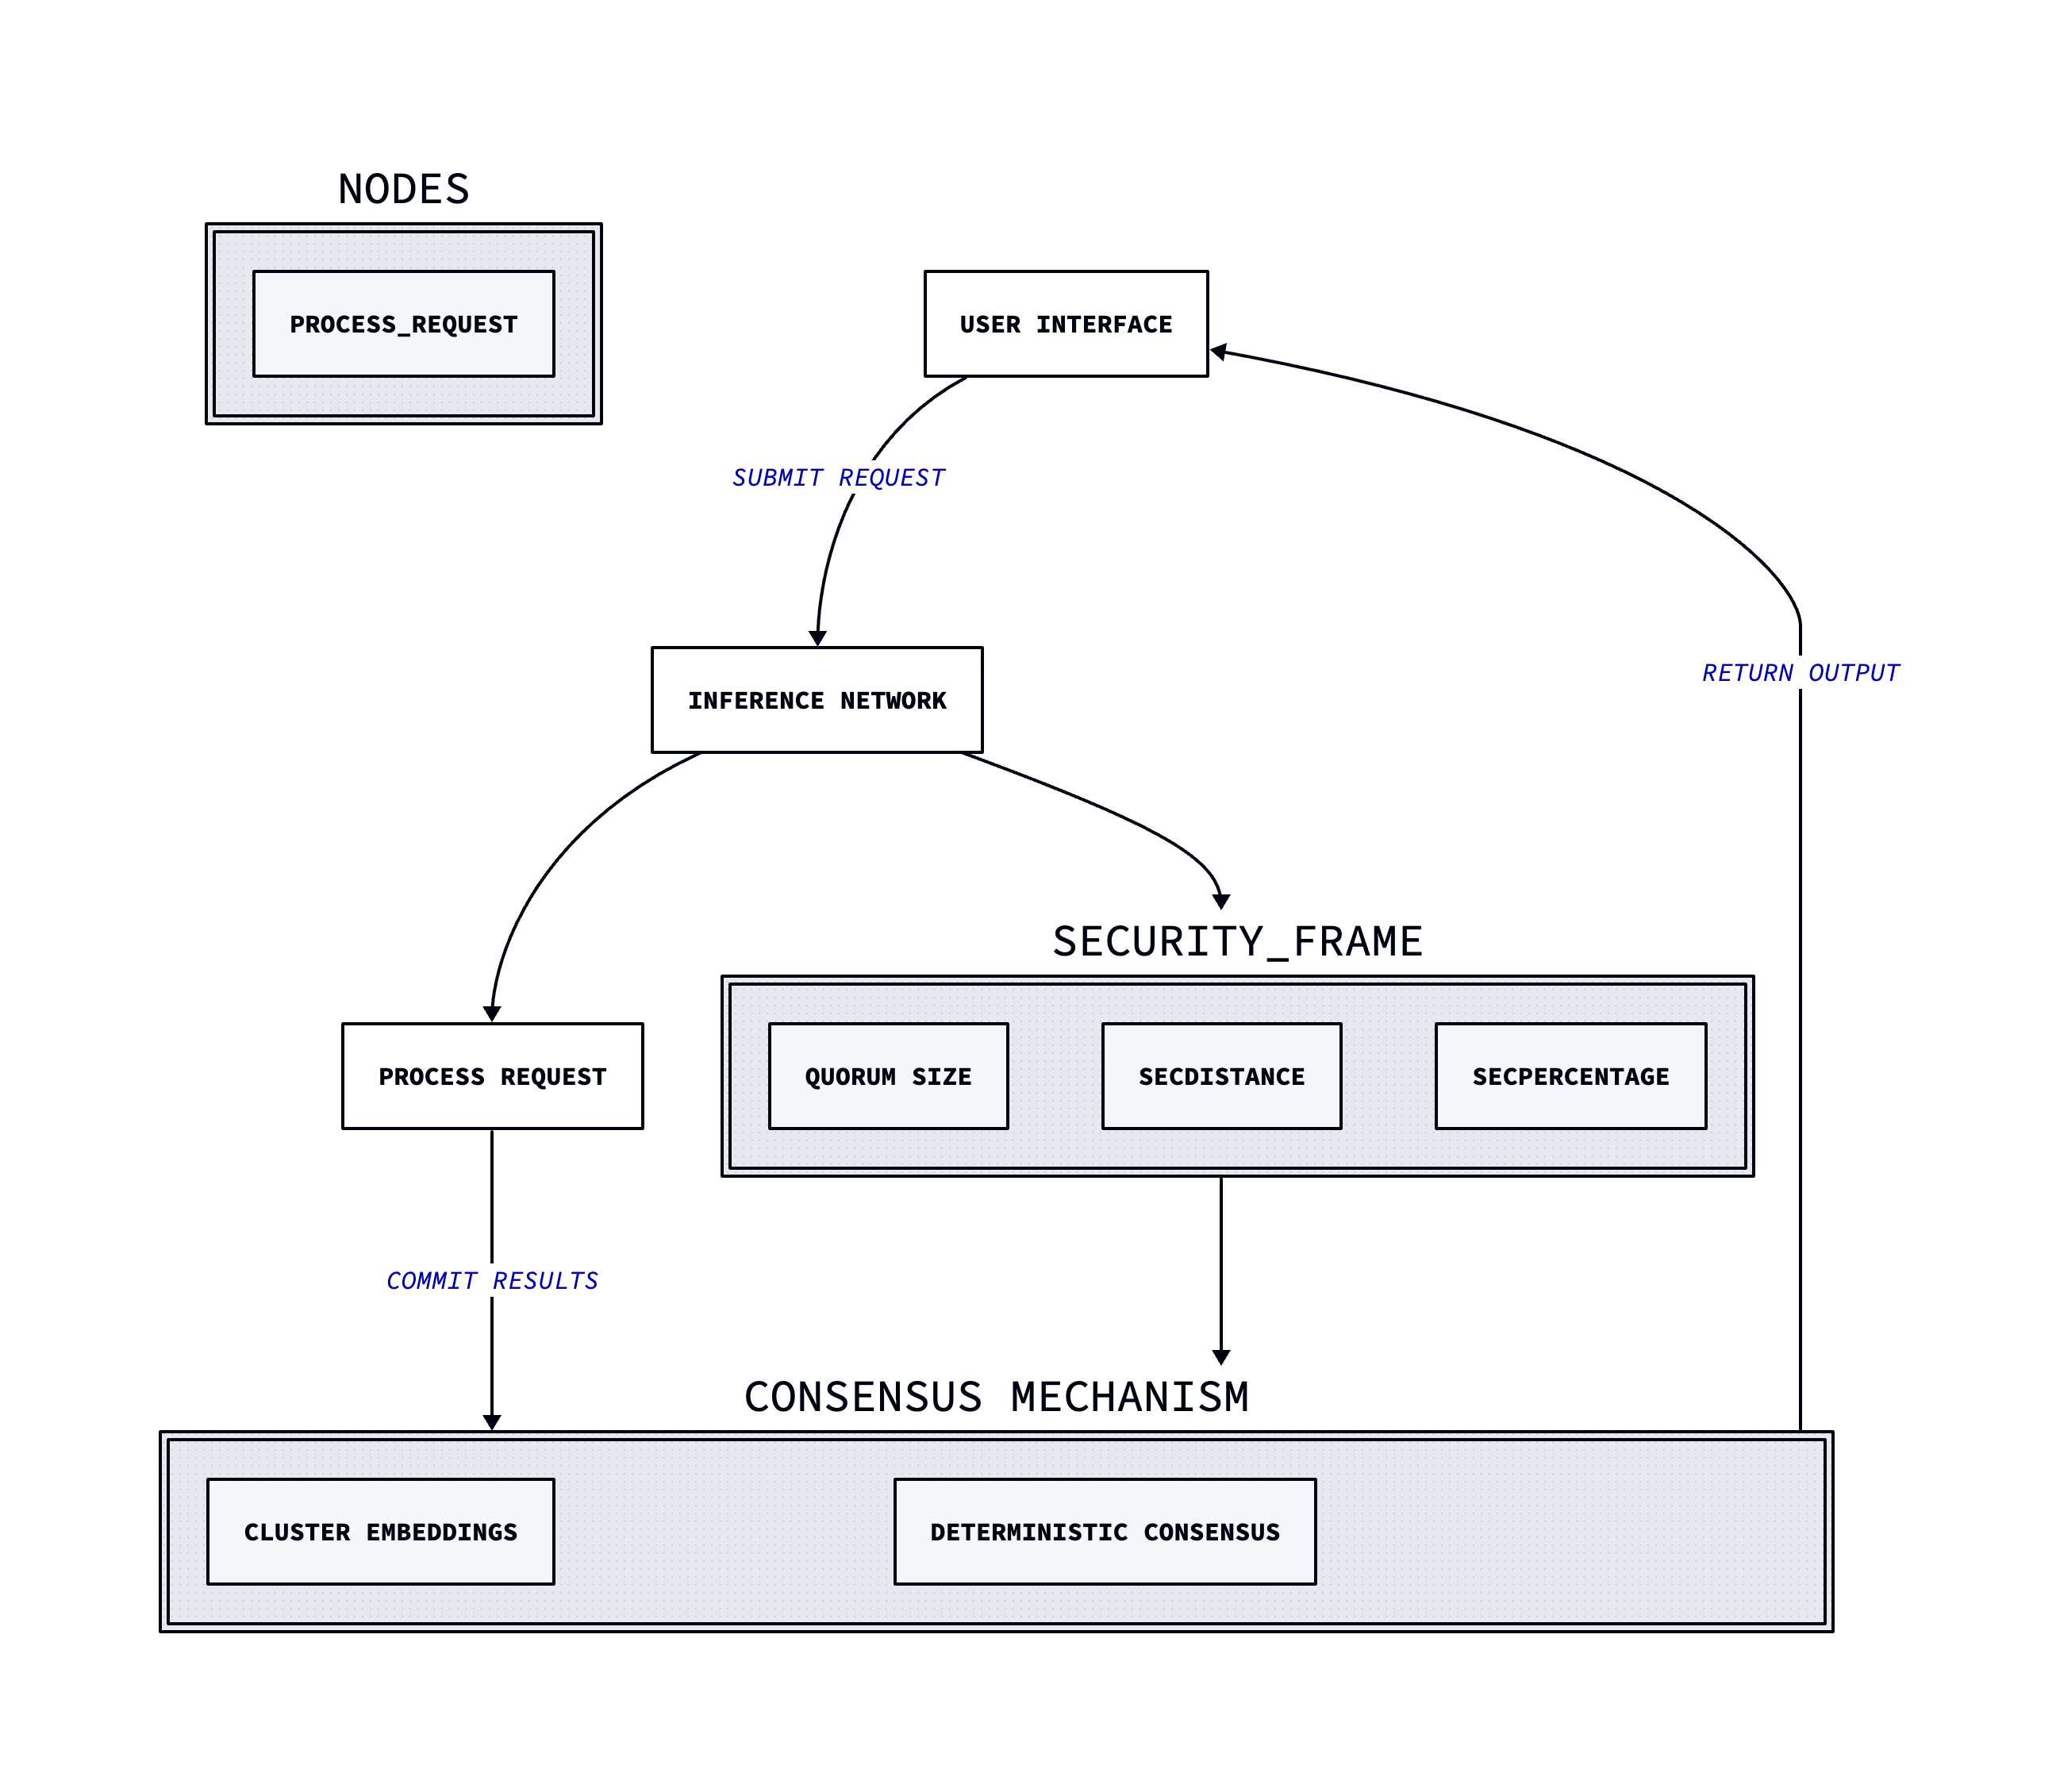 NODES
PROCESS_REQUEST
USER INTERFACE
SUBMIT REQUEST
RETURN OUTPUT
INFERENCE NETWORK
SECURITY_FRAME
PROCESS REQUEST
QUORUM SIZE
SECDISTANCE
SECPERCENTAGE
COMMIT RESULTS
CONSENSUS MECHANISM
CLUSTER EMBEDDINGS
DETERMINISTIC CONSENSUS